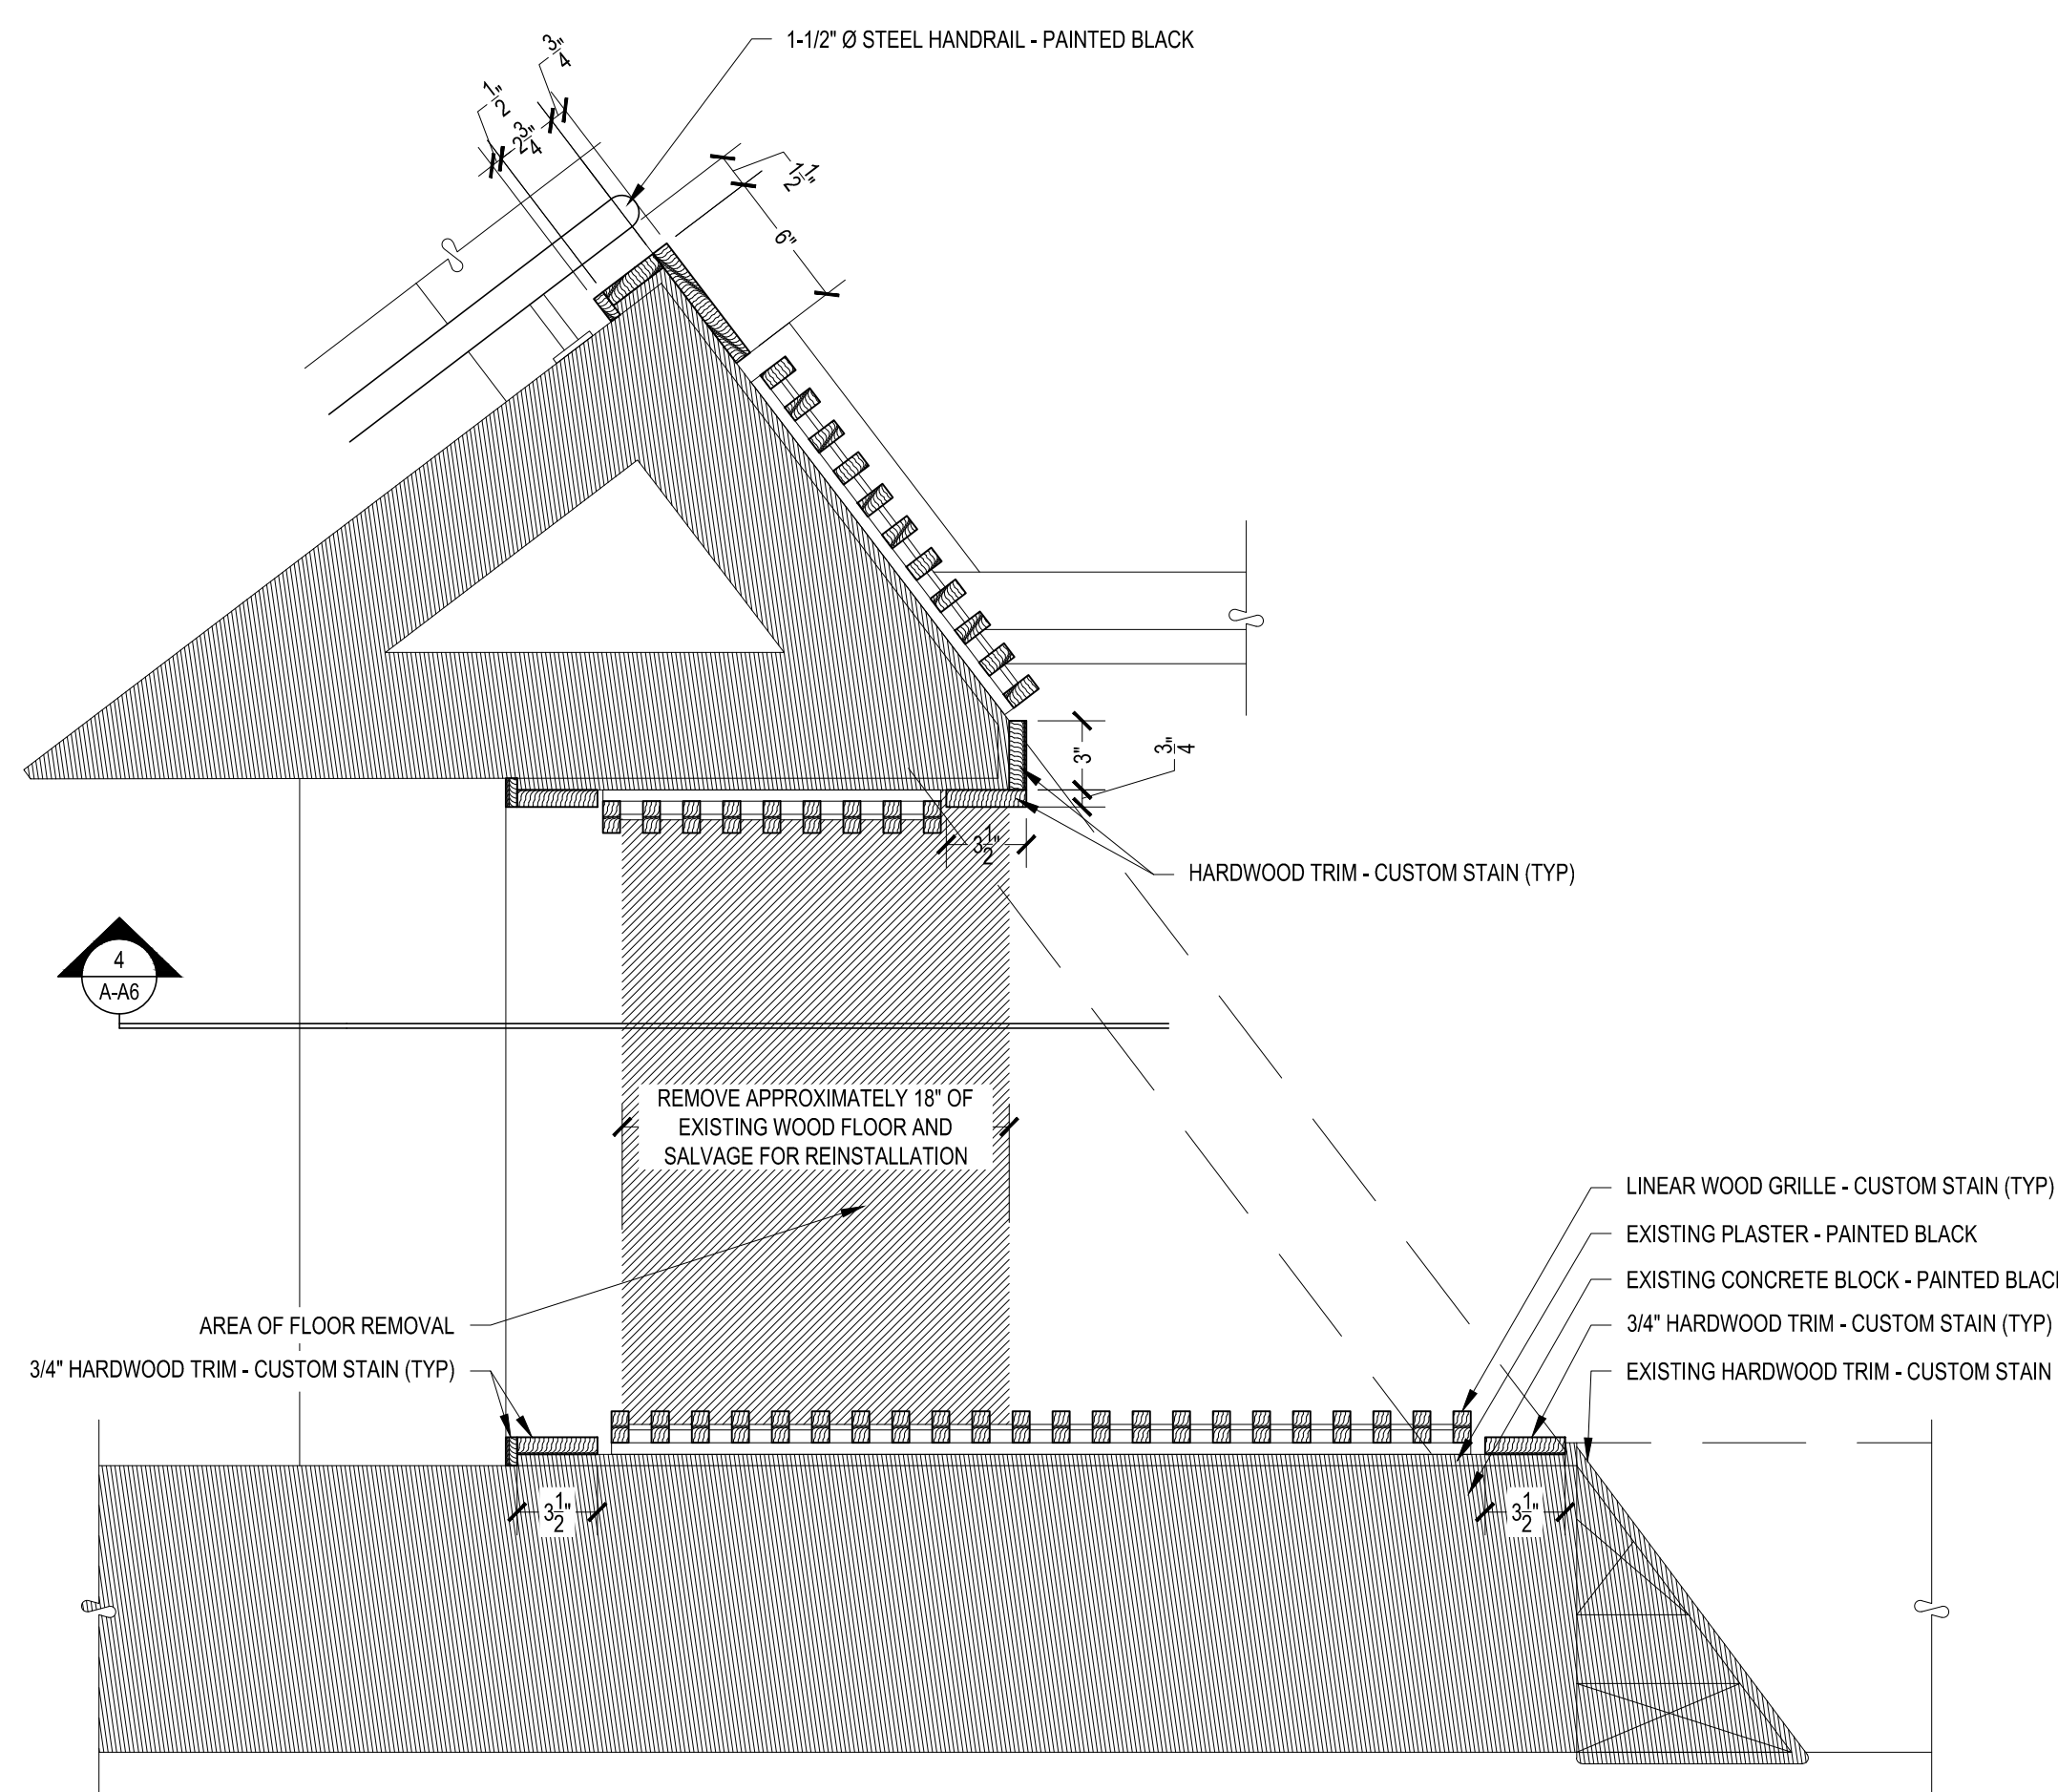 1-1/2" Ø STEEL HANDRAIL - PAINTED BLACK
3/4"
1/2"
2 3/4"
1 1/2"
6"
3"
3/4"
3 1/2"
HARDWOOD TRIM - CUSTOM STAIN (TYP)
4
A-A6
REMOVE APPROXIMATELY 18" OF
EXISTING WOOD FLOOR AND
SALVAGE FOR REINSTALLATION
LINEAR WOOD GRILLE - CUSTOM STAIN (TYP)
EXISTING PLASTER - PAINTED BLACK
EXISTING CONCRETE BLOCK - PAINTED BLAC
AREA OF FLOOR REMOVAL
3/4" HARDWOOD TRIM - CUSTOM STAIN (TYP)
3/4" HARDWOOD TRIM - CUSTOM STAIN (TYP)
EXISTING HARDWOOD TRIM - CUSTOM STAIN
3 1/2"
3 1/2"